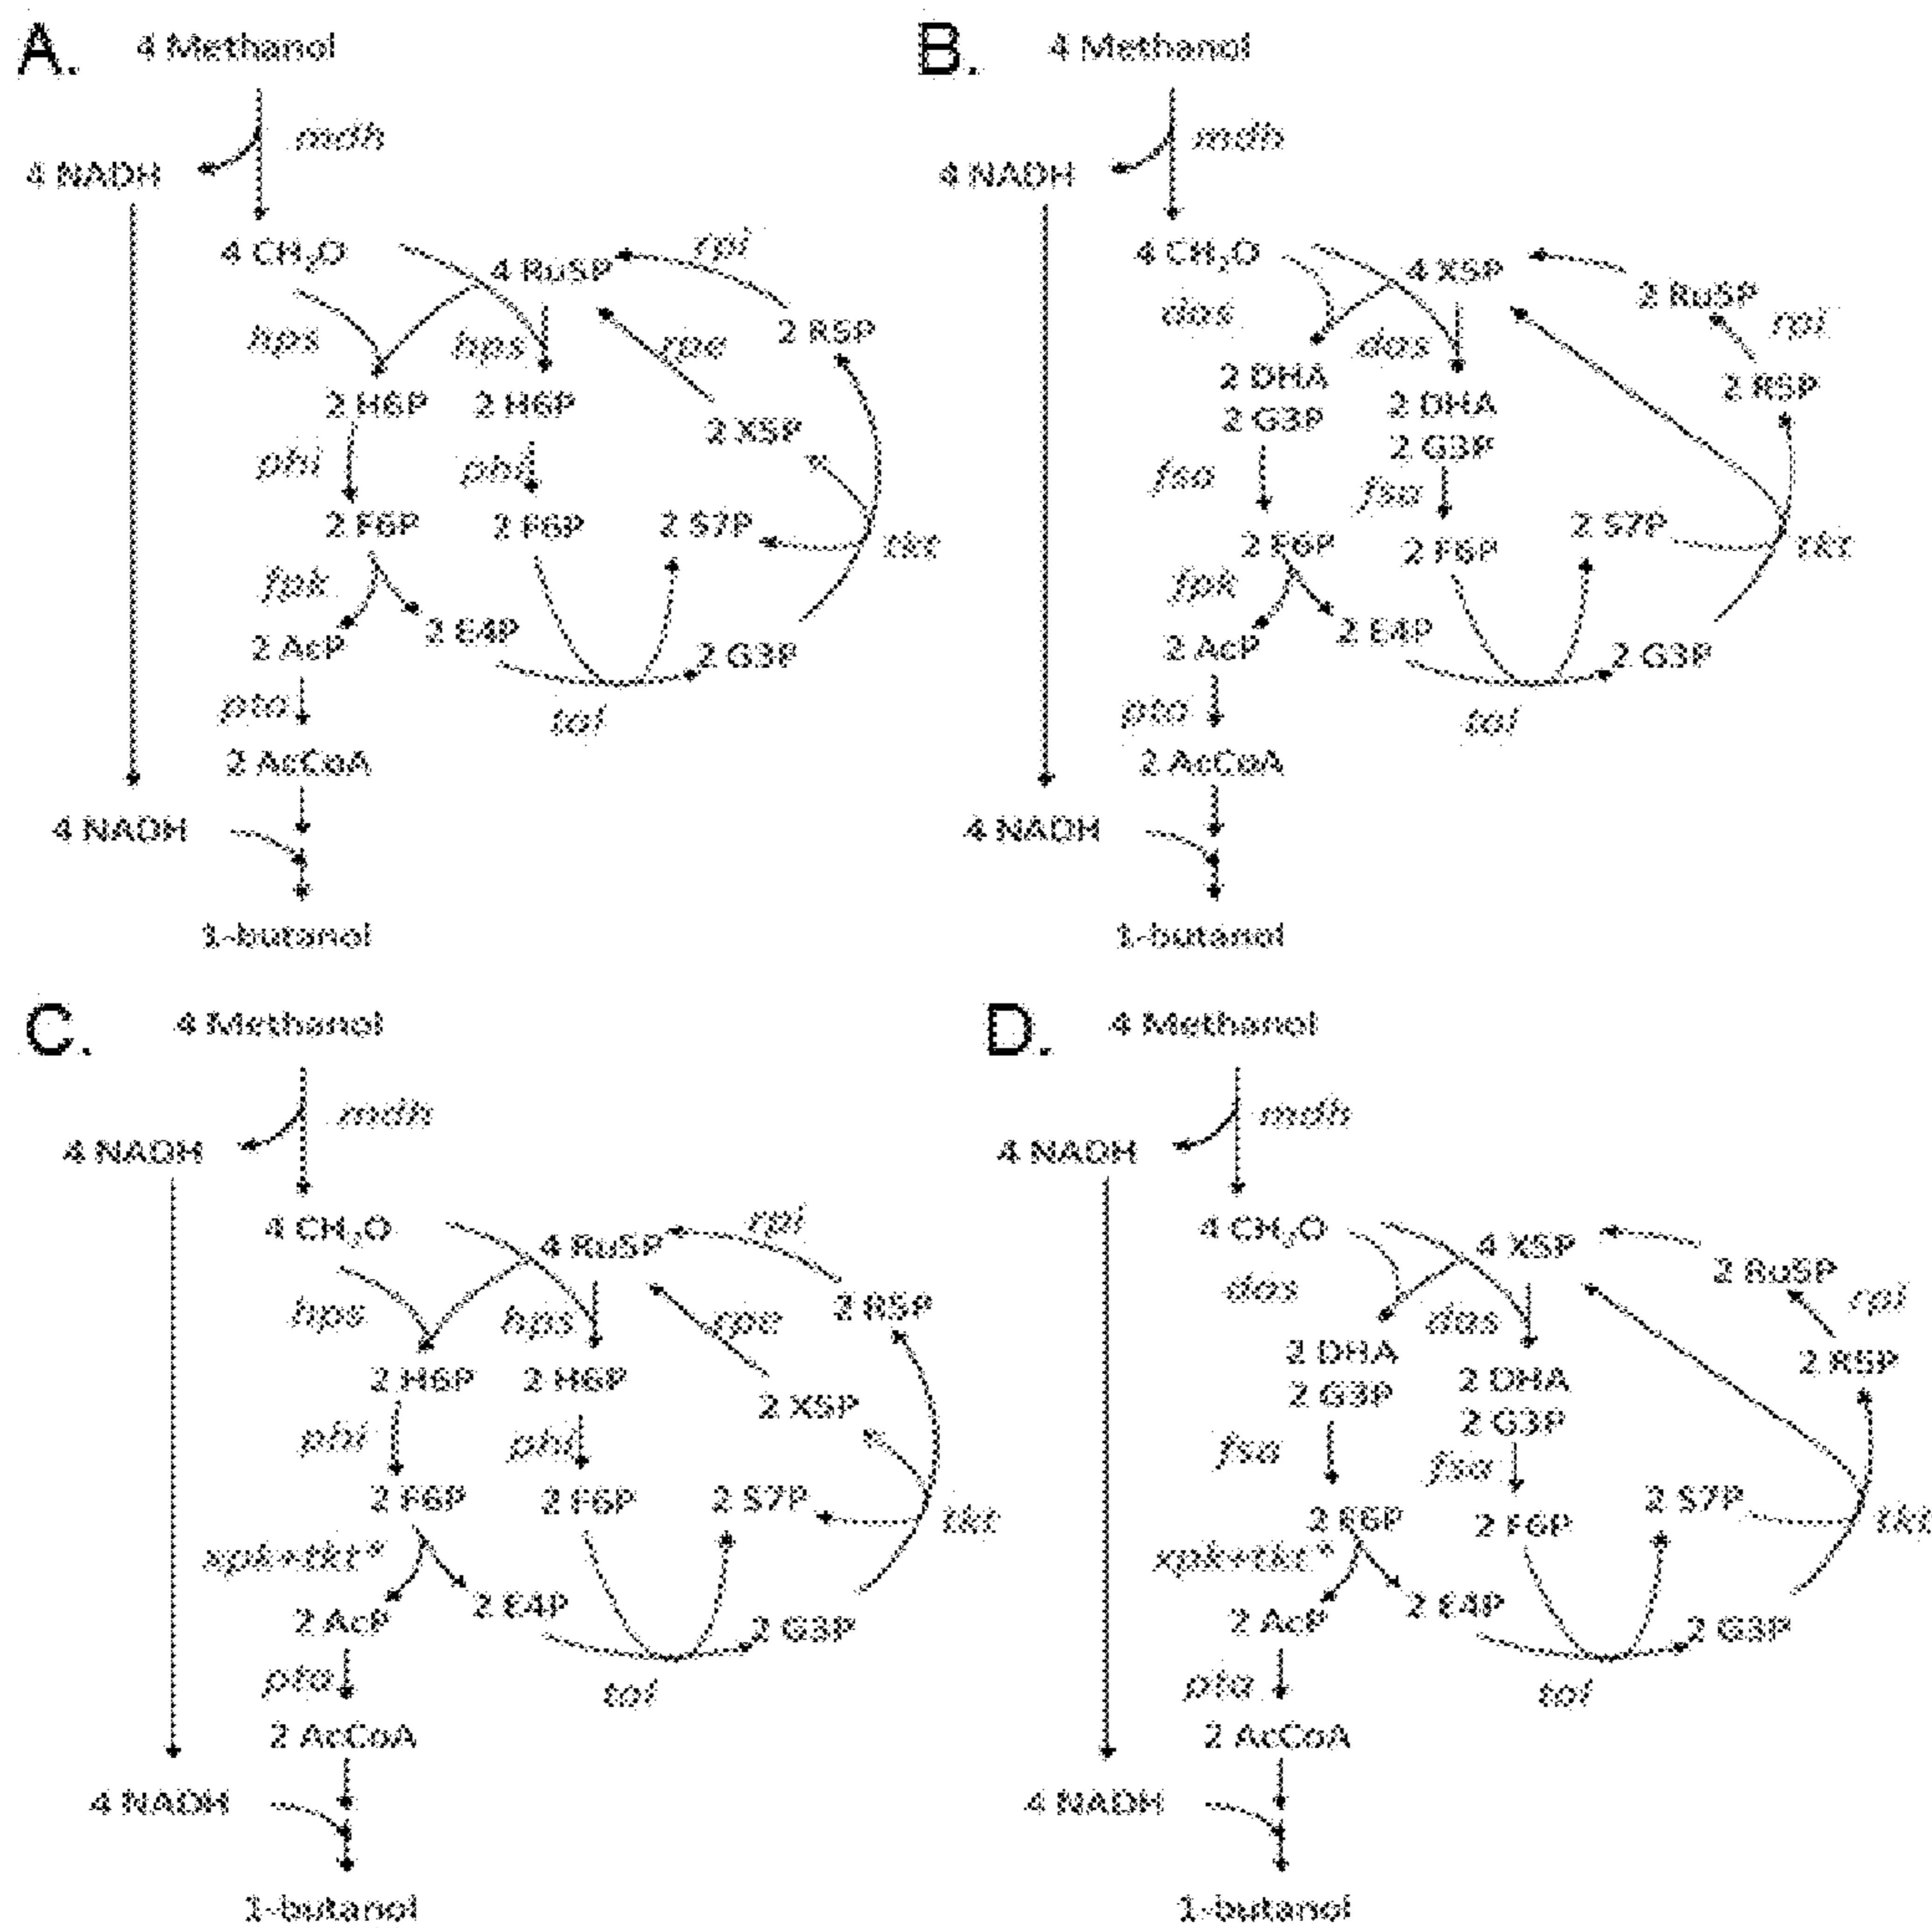 A.
4 Methanol
mdh
4 NADH
4 CH2O
4 Ru5P
rpi
hps
hps
rpe
2 R5P
2 H6P
2 H6P
2 X5P
phi
phi
2 F6P
2 F6P
2 S7P
tkt
fpk
2 E4P
2 AcP
2 G3P
pta
tal
2 AcCoA
4 NADH
1-butanol
B.
4 Methanol
mdh
4 NADH
4 CH2O
4 X5P
2 Ru5P
das
das
rpi
2 DHA
2 G3P
2 DHA
2 G3P
2 R5P
fsa
fsa
2 F6P
2 F6P
2 S7P
tkt
fpk
2 E4P
2 AcP
2 G3P
pta
tal
2 AcCoA
4 NADH
1-butanol
C.
4 Methanol
mdh
4 NADH
4 CH2O
4 Ru5P
rpi
hps
hps
rpe
2 R5P
2 H6P
2 H6P
2 X5P
phi
phi
2 F6P
2 F6P
2 S7P
tkt
xpk+tkt*
2 E4P
2 AcP
2 G3P
pta
tal
2 AcCoA
4 NADH
1-butanol
D.
4 Methanol
mdh
4 NADH
4 CH2O
4 X5P
2 Ru5P
das
das
rpi
2 DHA
2 G3P
2 DHA
2 G3P
2 R5P
fsa
fsa
2 F6P
2 F6P
2 S7P
tkt
xpk+tkt*
2 E4P
2 AcP
2 G3P
pta
tal
2 AcCoA
4 NADH
1-butanol